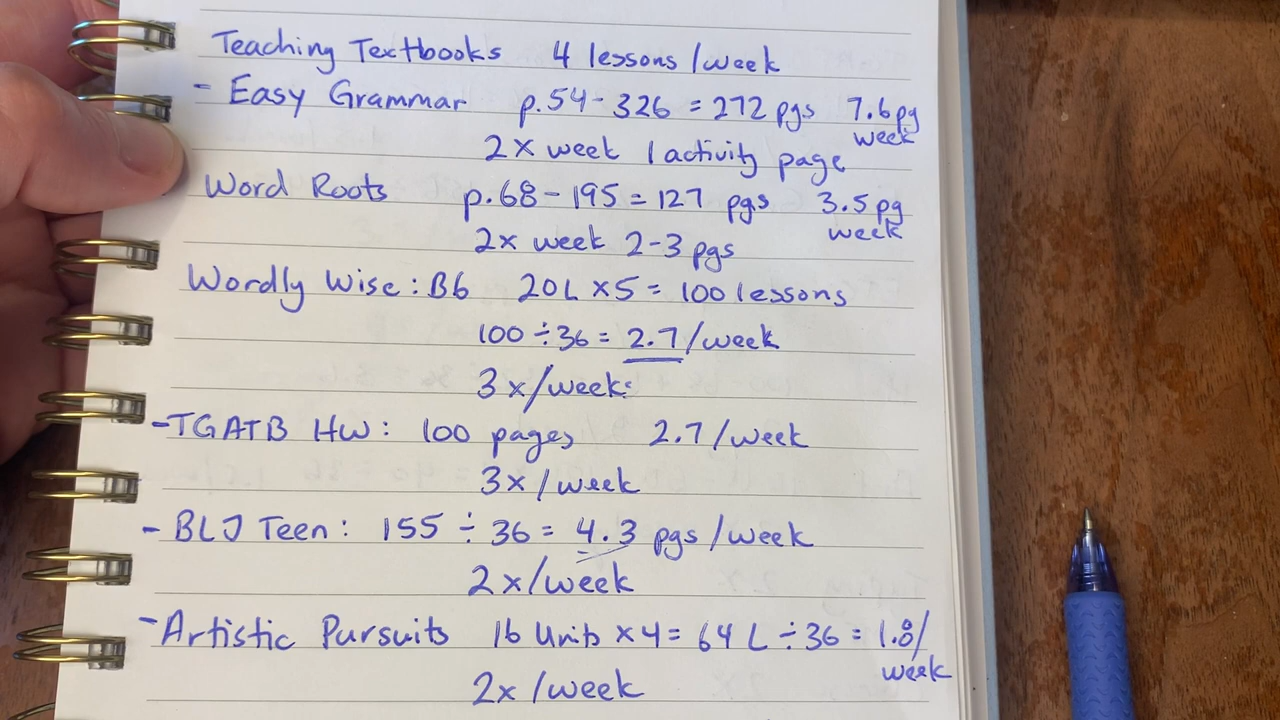 Teaching Textbooks 4 lessons /week
- Easy Grammar p.54 - 326 = 272 pgs 7.6 pg week
2x week 1 activity page
Word Roots p.68 - 195 = 127 pgs 3.5 pg week
2x week 2-3 pgs
Wordly Wise: B6 20L x5 = 100 lessons
100 ÷ 36 = 2.7/week
3x/week:
- TGATB HW: 100 pages 2.7/week
3x/week
- BLJ Teen: 155 ÷ 36 = 4.3 pgs/week
2x/week
- Artistic Pursuits 16 Units x4 = 64 L ÷ 36 = 1.8/ week
2x/week